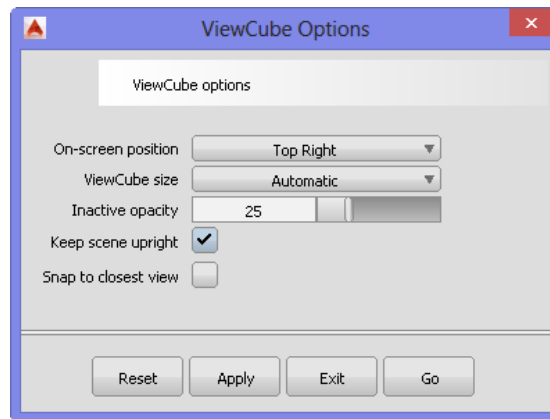 ViewCube Options
ViewCube options
On-screen position Top Right
ViewCube size Automatic
Inactive opacity 25
Keep scene upright
Snap to closest view
Reset Apply Exit Go